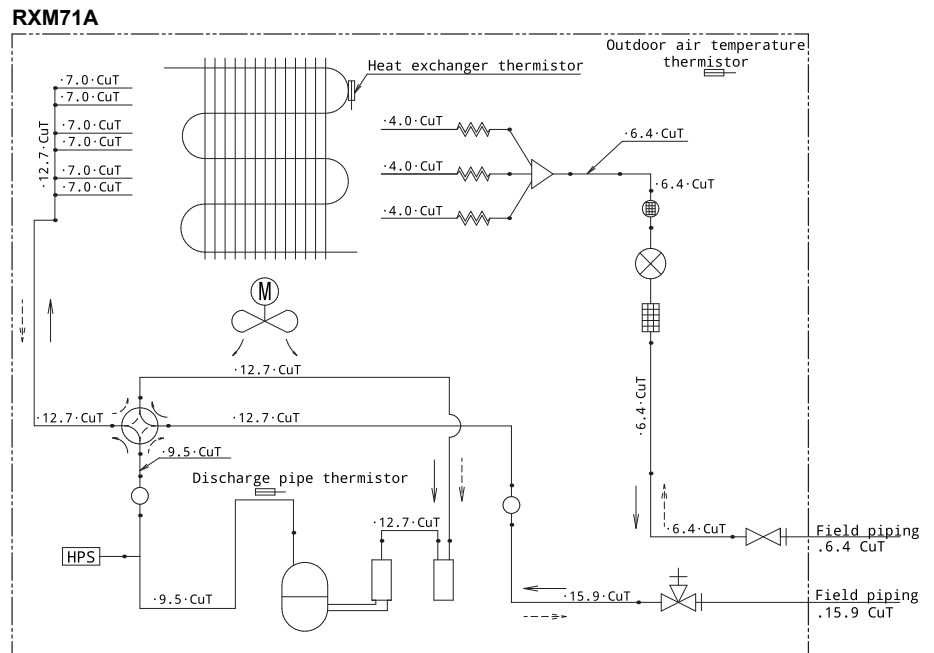 RXM71A
Outdoor air temperature
thermistor
Heat exchanger thermistor
·7.0·CuT
·7.0·CuT
·7.0·CuT
·7.0·CuT
·7.0·CuT
·7.0·CuT
·12.7·CuT
·4.0·CuT
·4.0·CuT
·4.0·CuT
·6.4·CuT
·6.4·CuT
M
·12.7·CuT
·12.7·CuT
·12.7·CuT
·6.4·CuT
·9.5·CuT
Discharge pipe thermistor
·12.7·CuT
·6.4·CuT
Field piping
.6.4 CuT
HPS
·9.5·CuT
·15.9·CuT
Field piping
.15.9 CuT